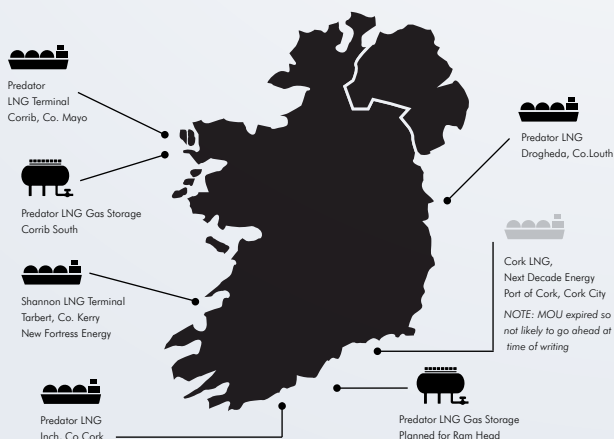 Predator
LNG Terminal
Corrib, Co. Mayo
Predator LNG Gas Storage
Corrib South
Shannon LNG Terminal
Tarbert, Co. Kerry
New Fortress Energy
Predator LNG
Inch, Co Cork
Predator LNG
Drogheda, Co.Louth
Cork LNG,
Next Decade Energy
Port of Cork, Cork City
NOTE: MOU expired so
not likely to go ahead at
time of writing
Predator LNG Gas Storage
Planned for Ram Head